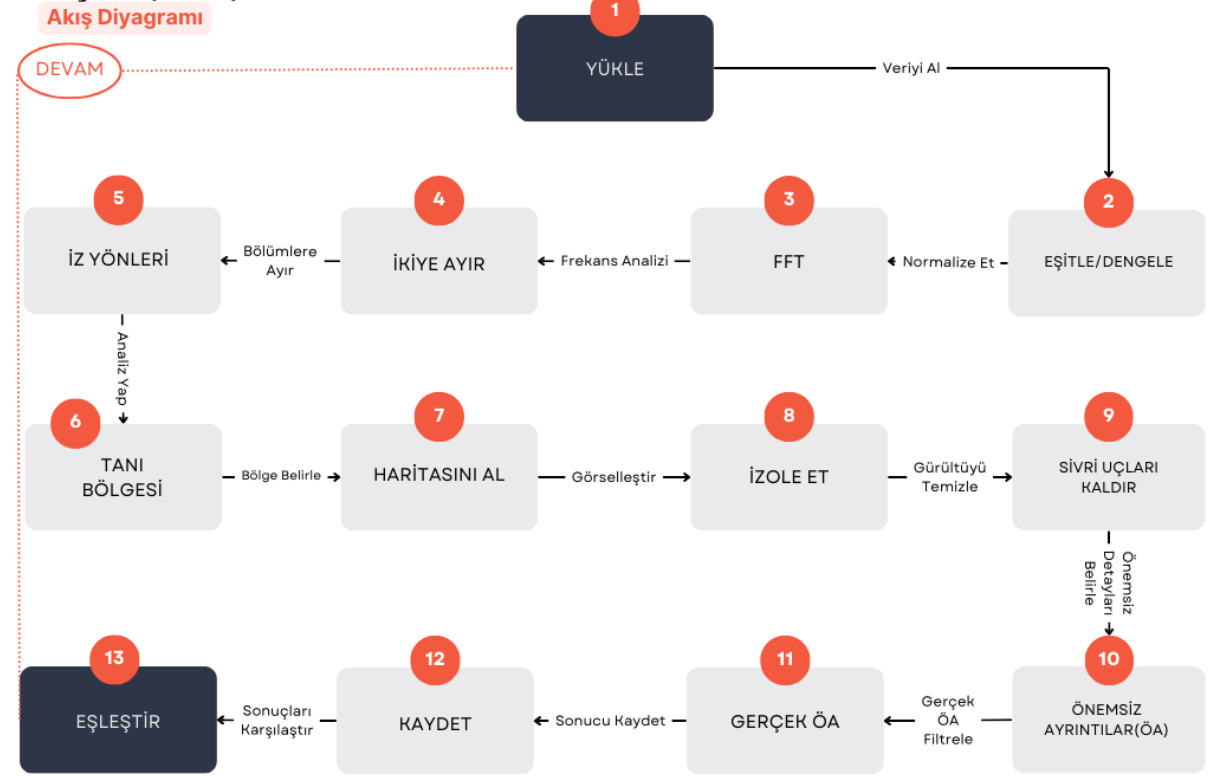 Akış Diyagramı
1
DEVAM
YÜKLE
Veriyi Al
5
4
3
2
İZ YÖNLERİ
Bölümlere
Ayır
İKİYE AYIR
Frekans Analizi
FFT
Normalize Et
EŞİTLE/DENGELE
Analiz Yap
6
7
8
9
TANI
BÖLGESİ
Bölge Belirle
HARİTASINI AL
Görselleştir
İZOLE ET
Gürültüyü
Temizle
SİVRİ UÇLARI
KALDIR
Önemsiz
Detayları
Belirle
13
12
11
10
EŞLEŞTİR
Sonuçları
Karşılaştır
KAYDET
Sonucu Kaydet
GERÇEK ÖA
Gerçek
ÖA
Filtrele
ÖNEMSİZ
AYRINTILAR(ÖA)